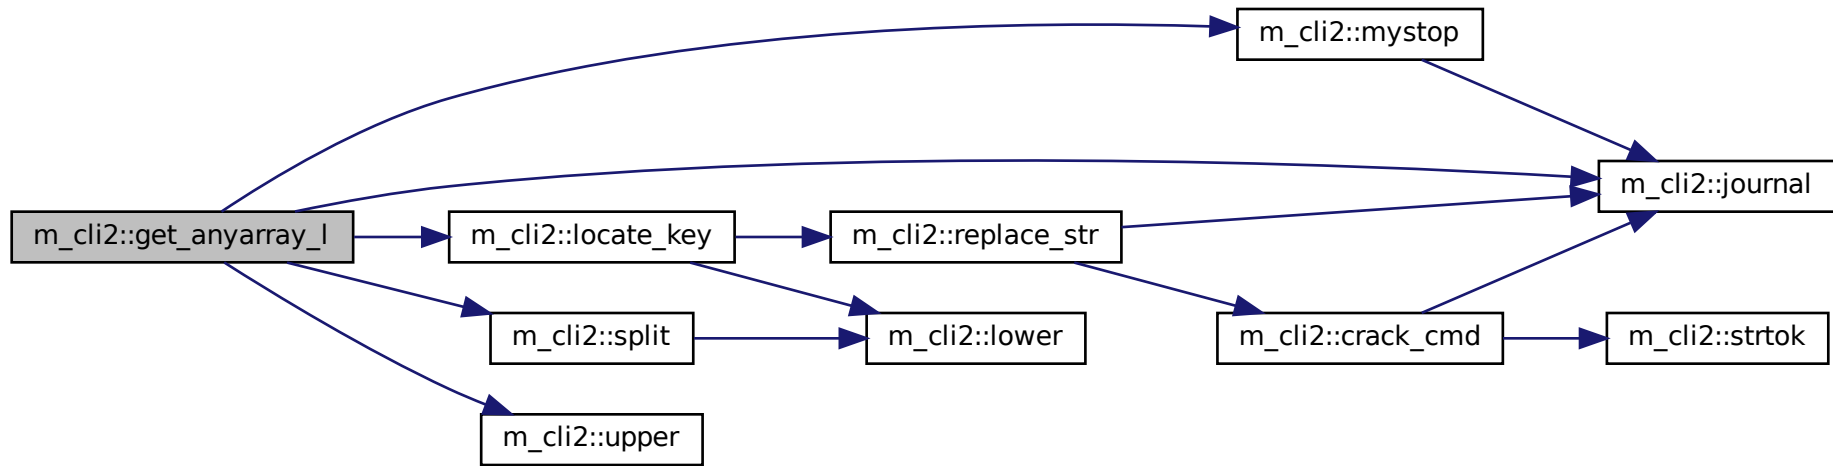 m_cli2::mystop
m_cli2::journal
m_cli2::get_anyarray_l
m_cli2::locate_key
m_cli2::replace_str
m_cli2::split
m_cli2::lower
m_cli2::crack_cmd
m_cli2::strtok
m_cli2::upper